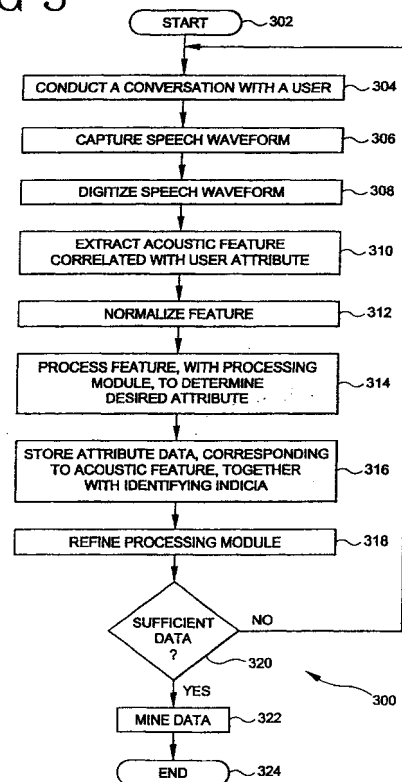 START 302
CONDUCT A CONVERSATION WITH A USER 304
CAPTURE SPEECH WAVEFORM 306
DIGITIZE SPEECH WAVEFORM 308
EXTRACT ACOUSTIC FEATURE
CORRELATED WITH USER ATTRIBUTE
310
NORMALIZE FEATURE 312
PROCESS FEATURE, WITH PROCESSING
MODULE, TO DETERMINE
DESIRED ATTRIBUTE
314
STORE ATTRIBUTE DATA, CORRESPONDING
TO ACOUSTIC FEATURE, TOGETHER
WITH IDENTIFYING INDICIA
316
REFINE PROCESSING MODULE 318
SUFFICIENT
DATA
?
NO
320
YES
300
MINE DATA 322
END 324